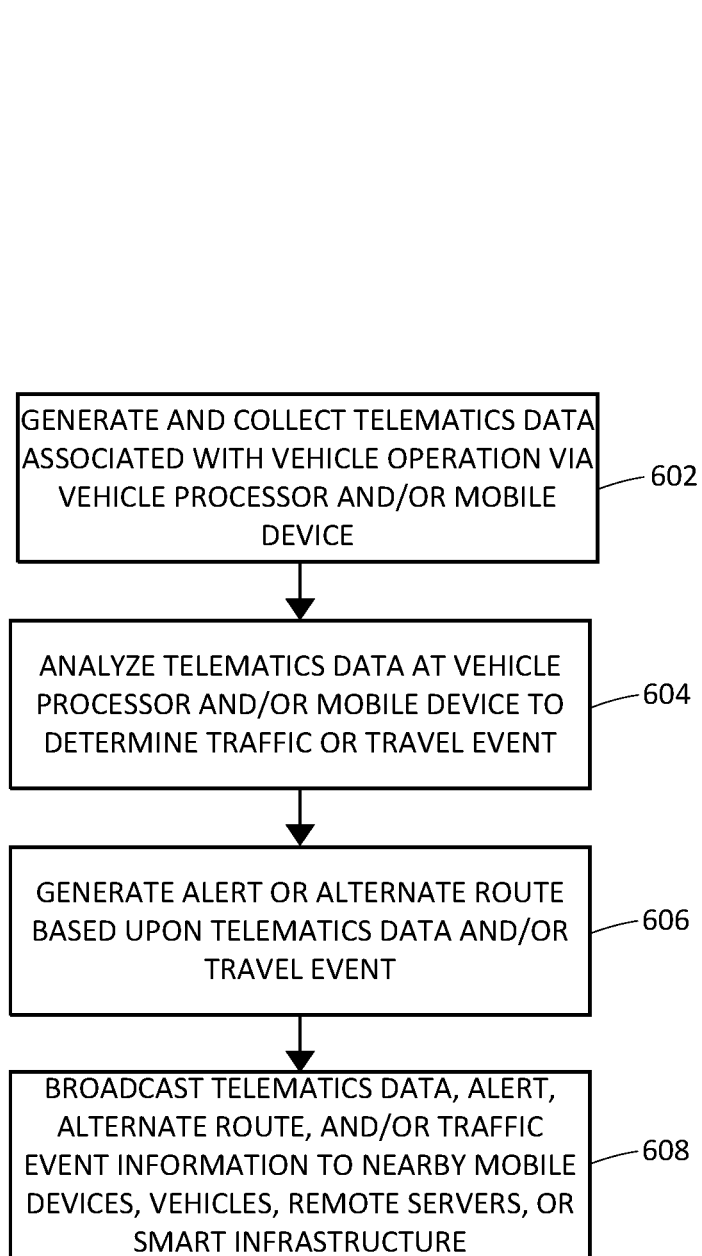 GENERATE AND COLLECT TELEMATICS DATA
ASSOCIATED WITH VEHICLE OPERATION VIA
VEHICLE PROCESSOR AND/OR MOBILE
DEVICE
602
ANALYZE TELEMATICS DATA AT VEHICLE
PROCESSOR AND/OR MOBILE DEVICE TO
DETERMINE TRAFFIC OR TRAVEL EVENT
604
GENERATE ALERT OR ALTERNATE ROUTE
BASED UPON TELEMATICS DATA AND/OR
TRAVEL EVENT
606
BROADCAST TELEMATICS DATA, ALERT,
ALTERNATE ROUTE, AND/OR TRAFFIC
EVENT INFORMATION TO NEARBY MOBILE
DEVICES, VEHICLES, REMOTE SERVERS, OR
SMART INFRASTRUCTURE
608